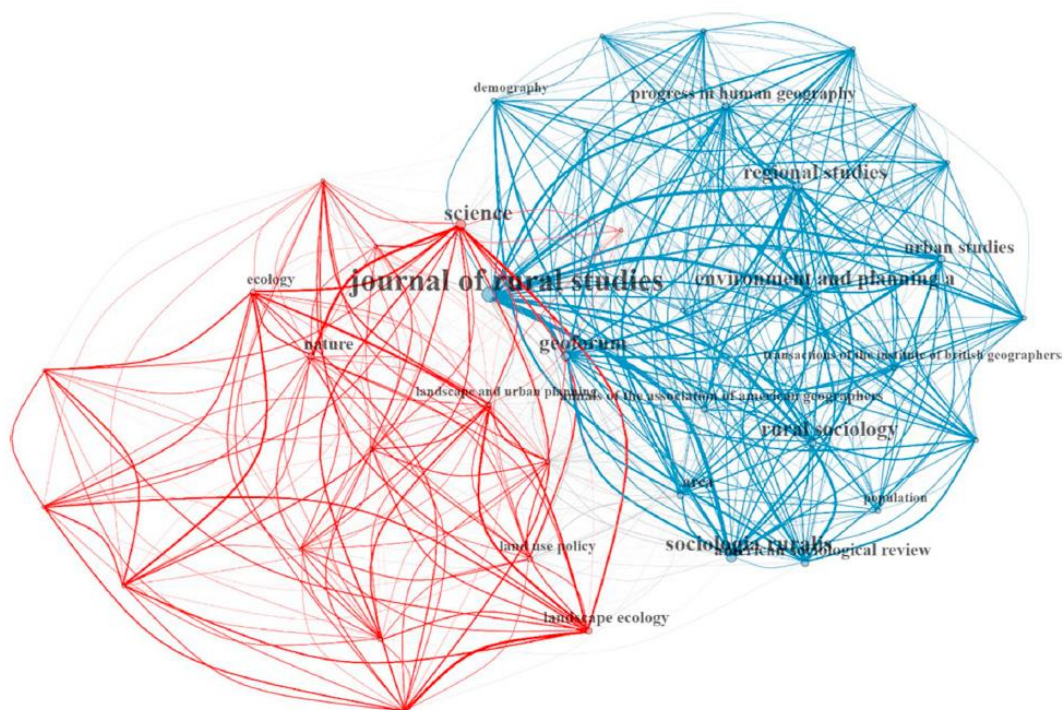 demography
progress in human geography
regional studies
science
urban studies
ecology
journal of rural studies
environment and planning a
nature
geoforum
transactions of the institute of british geographers
landscape and urban planning
annals of the association of american geographers
rural sociology
area
population
land use policy
sociologia ruralis
american sociological review
landscape ecology